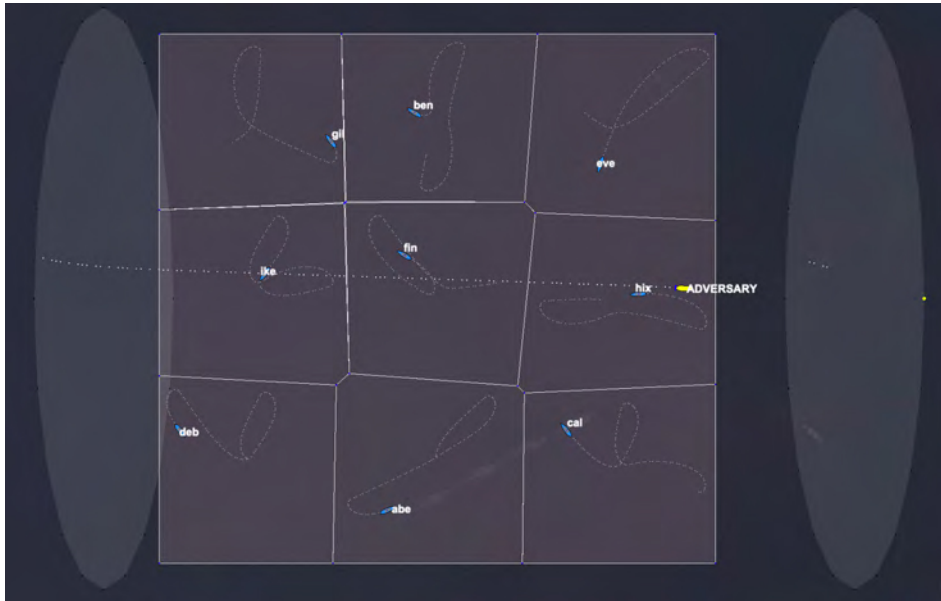 ben
gil
eve
fin
ike
hix
ADVERSARY
deb
cal
abe